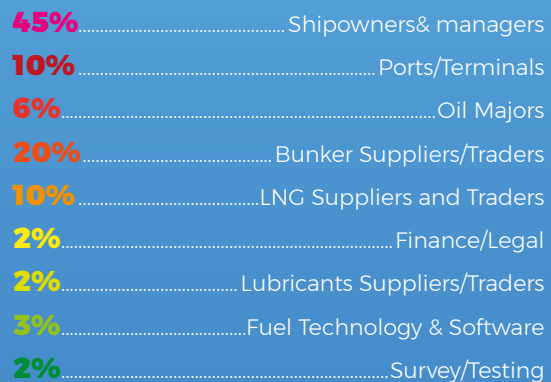 45% Shipowners& managers
10% Ports/Terminals
6% Oil Majors
20% Bunker Suppliers/Traders
10% LNG Suppliers and Traders
2% Finance/Legal
2% Lubricants Suppliers/Traders
3% Fuel Technology & Software
2% Survey/Testing